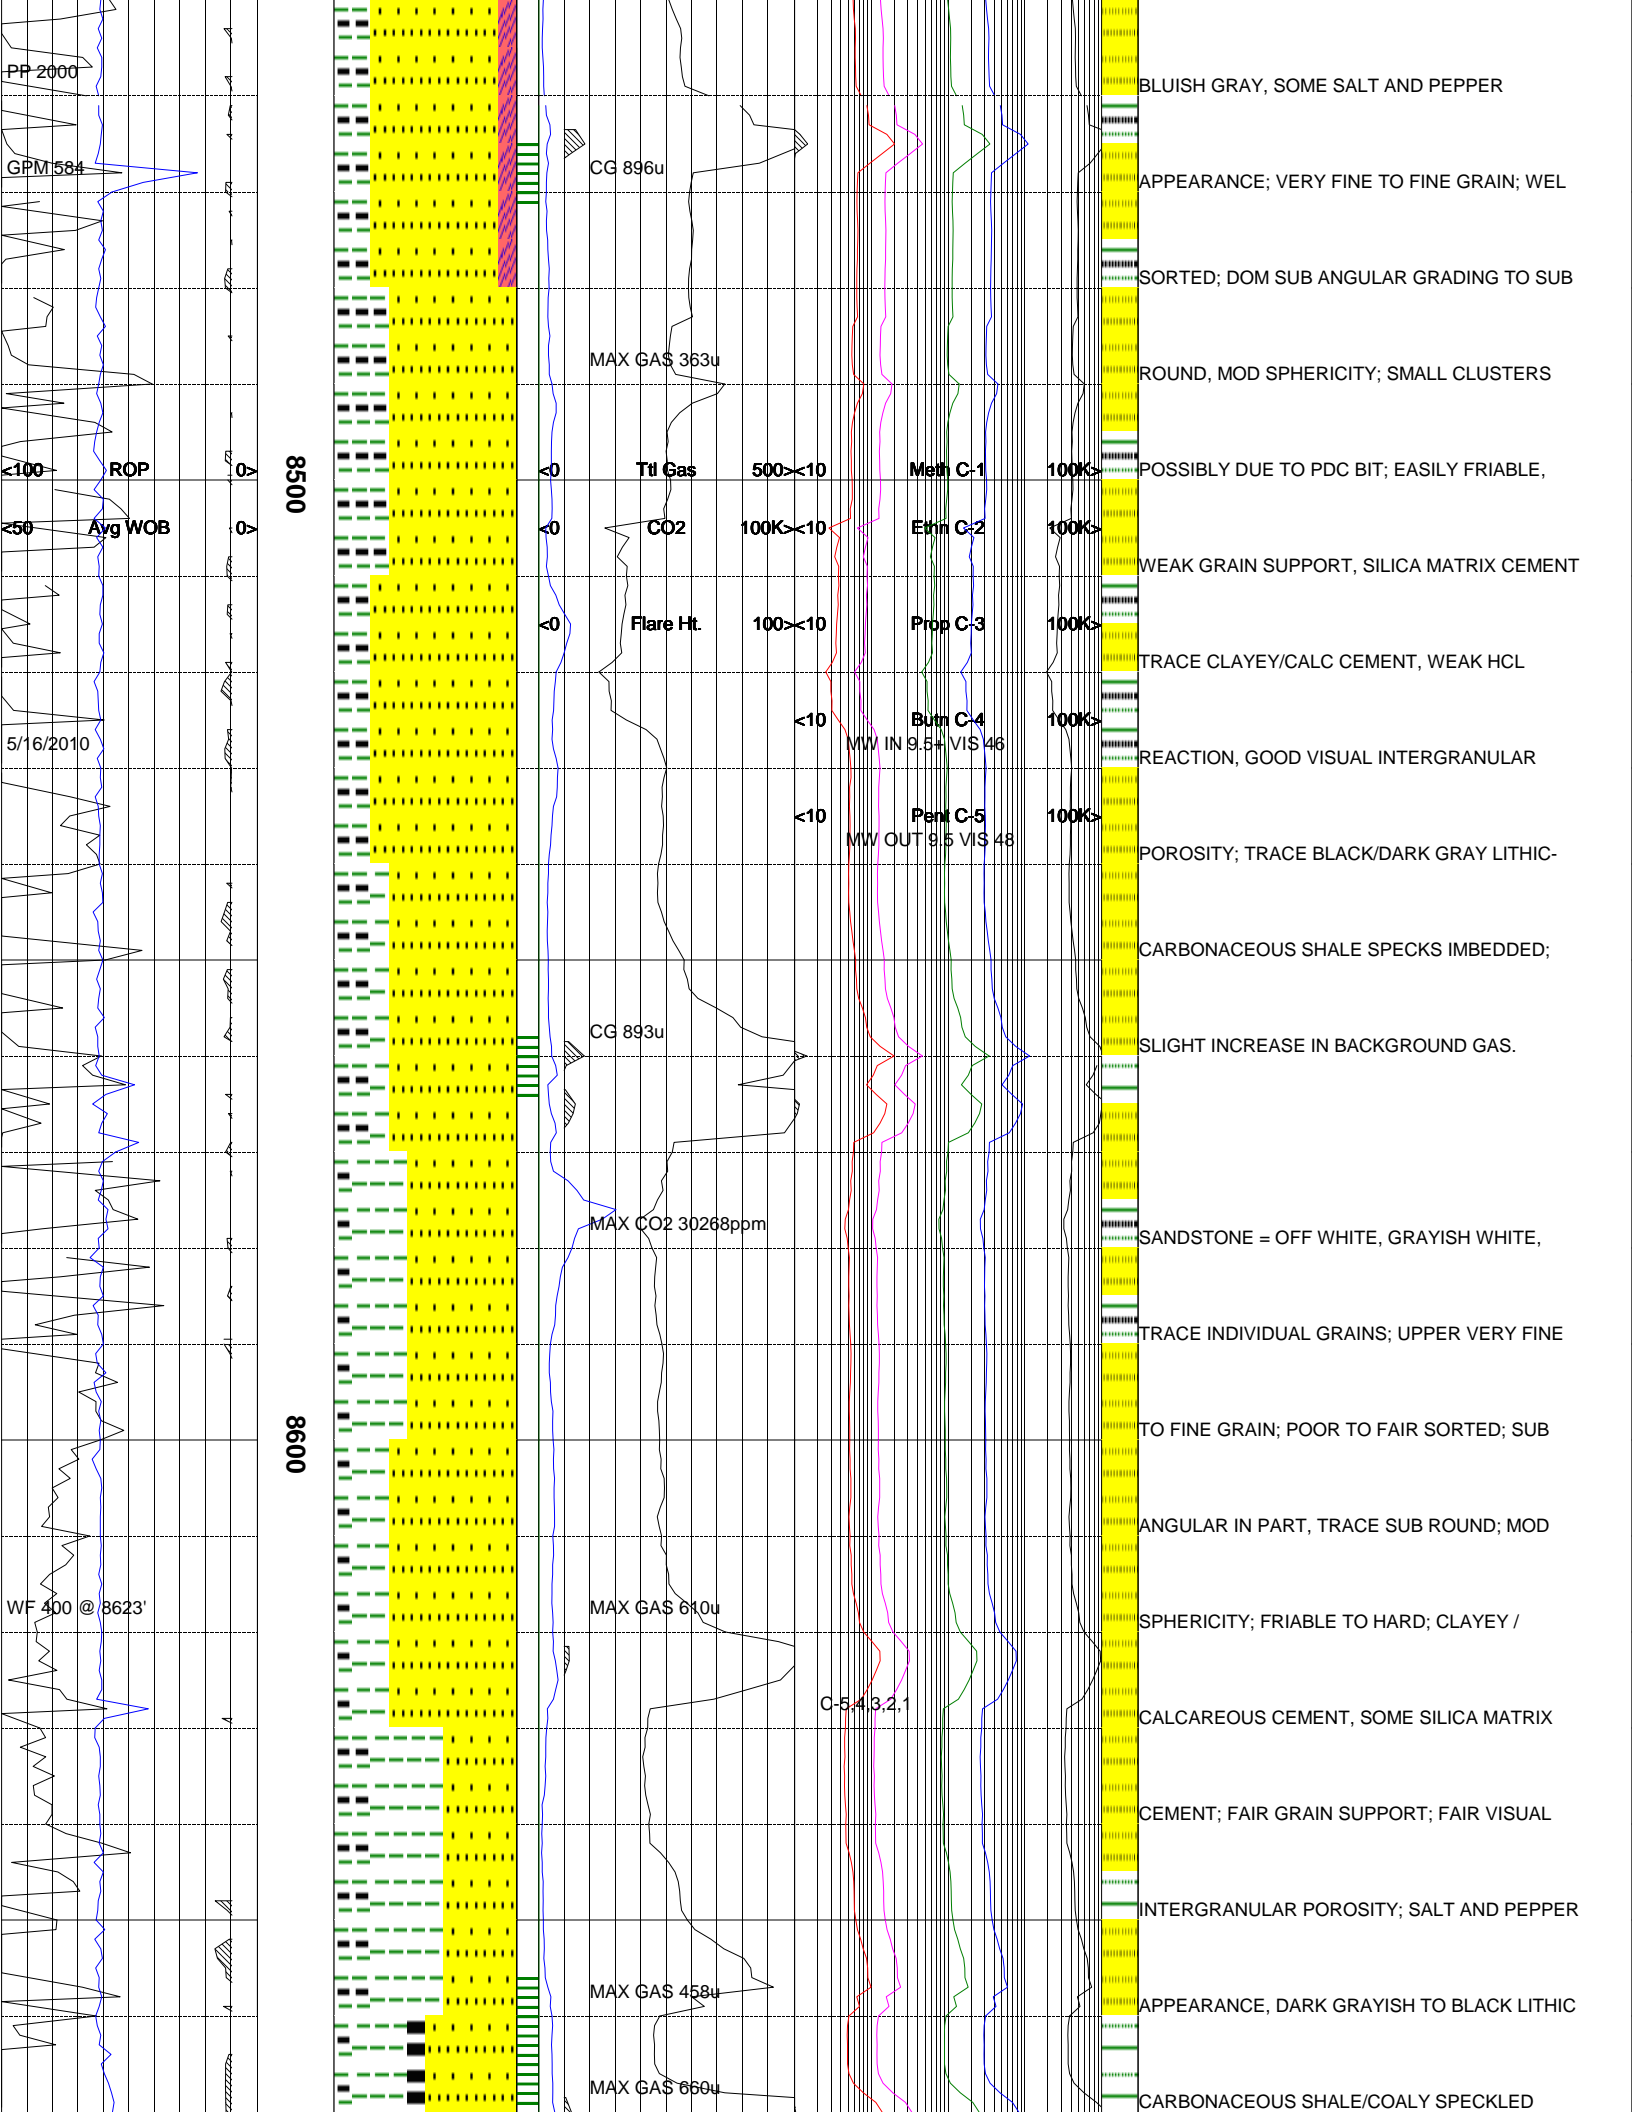 PP 2000
BLUISH GRAY, SOME SALT AND PEPPER
GPM 584
CG 896u
APPEARANCE; VERY FINE TO FINE GRAIN; WEL
SORTED; DOM SUB ANGULAR GRADING TO SUB
MAX GAS 363u
ROUND, MOD SPHERICITY; SMALL CLUSTERS
<100 ROP 0>
8500
<0 Ttl Gas 500>
<10 Meth C-1 100K>
POSSIBLY DUE TO PDC BIT; EASILY FRIABLE,
<50 Avg WOB 0>
<0 CO2 100K>
<10 Ethn C-2 100K>
WEAK GRAIN SUPPORT, SILICA MATRIX CEMENT
<0 Flare Ht. 100>
<10 Prop C-3 100K>
TRACE CLAYEY/CALC CEMENT, WEAK HCL
<10 Butn C-4 100K>
5/16/2010
MW IN 9.5+ VIS 46
REACTION, GOOD VISUAL INTERGRANULAR
<10 Pent C-5 100K>
MW OUT 9.5 VIS 48
POROSITY; TRACE BLACK/DARK GRAY LITHIC-
CARBONACEOUS SHALE SPECKS IMBEDDED;
CG 893u
SLIGHT INCREASE IN BACKGROUND GAS.
MAX CO2 30268ppm
SANDSTONE = OFF WHITE, GRAYISH WHITE,
TRACE INDIVIDUAL GRAINS; UPPER VERY FINE
8600
TO FINE GRAIN; POOR TO FAIR SORTED; SUB
ANGULAR IN PART, TRACE SUB ROUND; MOD
WF 400 @ 8623'
MAX GAS 610u
SPHERICITY; FRIABLE TO HARD; CLAYEY /
C-5,4,3,2,1
CALCAREOUS CEMENT, SOME SILICA MATRIX
CEMENT; FAIR GRAIN SUPPORT; FAIR VISUAL
INTERGRANULAR POROSITY; SALT AND PEPPER
MAX GAS 458u
APPEARANCE, DARK GRAYISH TO BLACK LITHIC
MAX GAS 660u
CARBONACEOUS SHALE/COALY SPECKLED